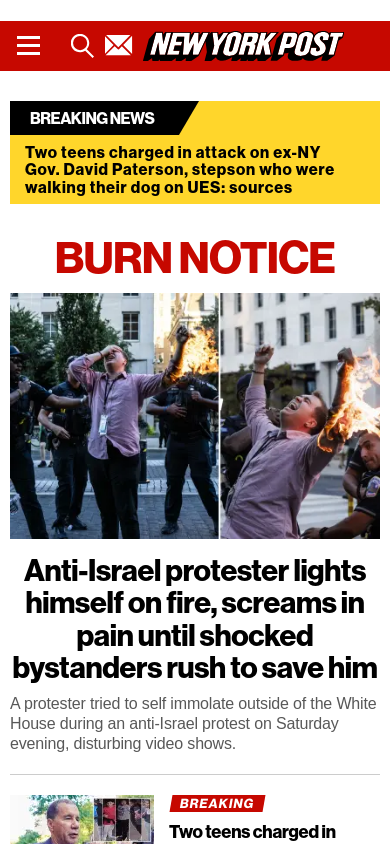 NEW YORK POST
BREAKING NEWS
Two teens charged in attack on ex-NY
Gov. David Paterson, stepson who were
walking their dog on UES: sources
BURN NOTICE
Anti-Israel protester lights
himself on fire, screams in
pain until shocked
bystanders rush to save him
A protester tried to self immolate outside of the White
House during an anti-Israel protest on Saturday
evening, disturbing video shows.
BREAKING
Two teens charged in